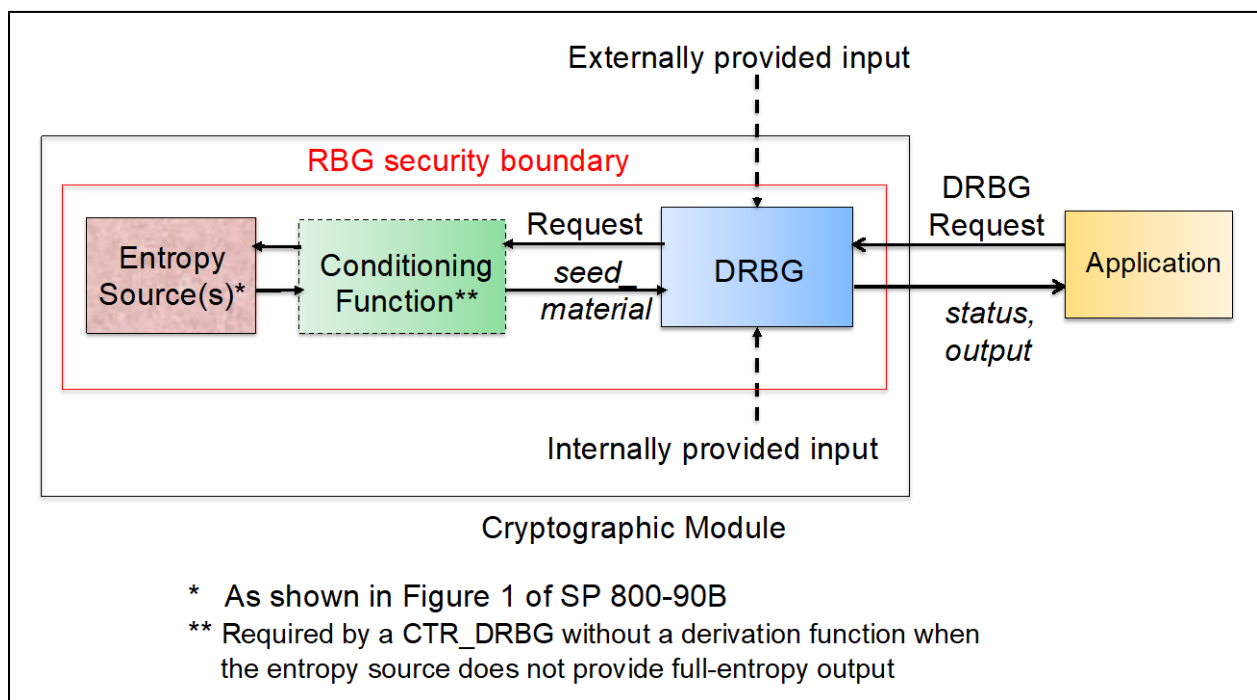 Externally provided input
RBG security boundary
Entropy
Source(s)*
Conditioning
Function**
Request
seed_
material
DRBG
DRBG
Request
status,
output
Application
Internally provided input
Cryptographic Module
* As shown in Figure 1 of SP 800-90B
** Required by a CTR_DRBG without a derivation function when
the entropy source does not provide full-entropy output